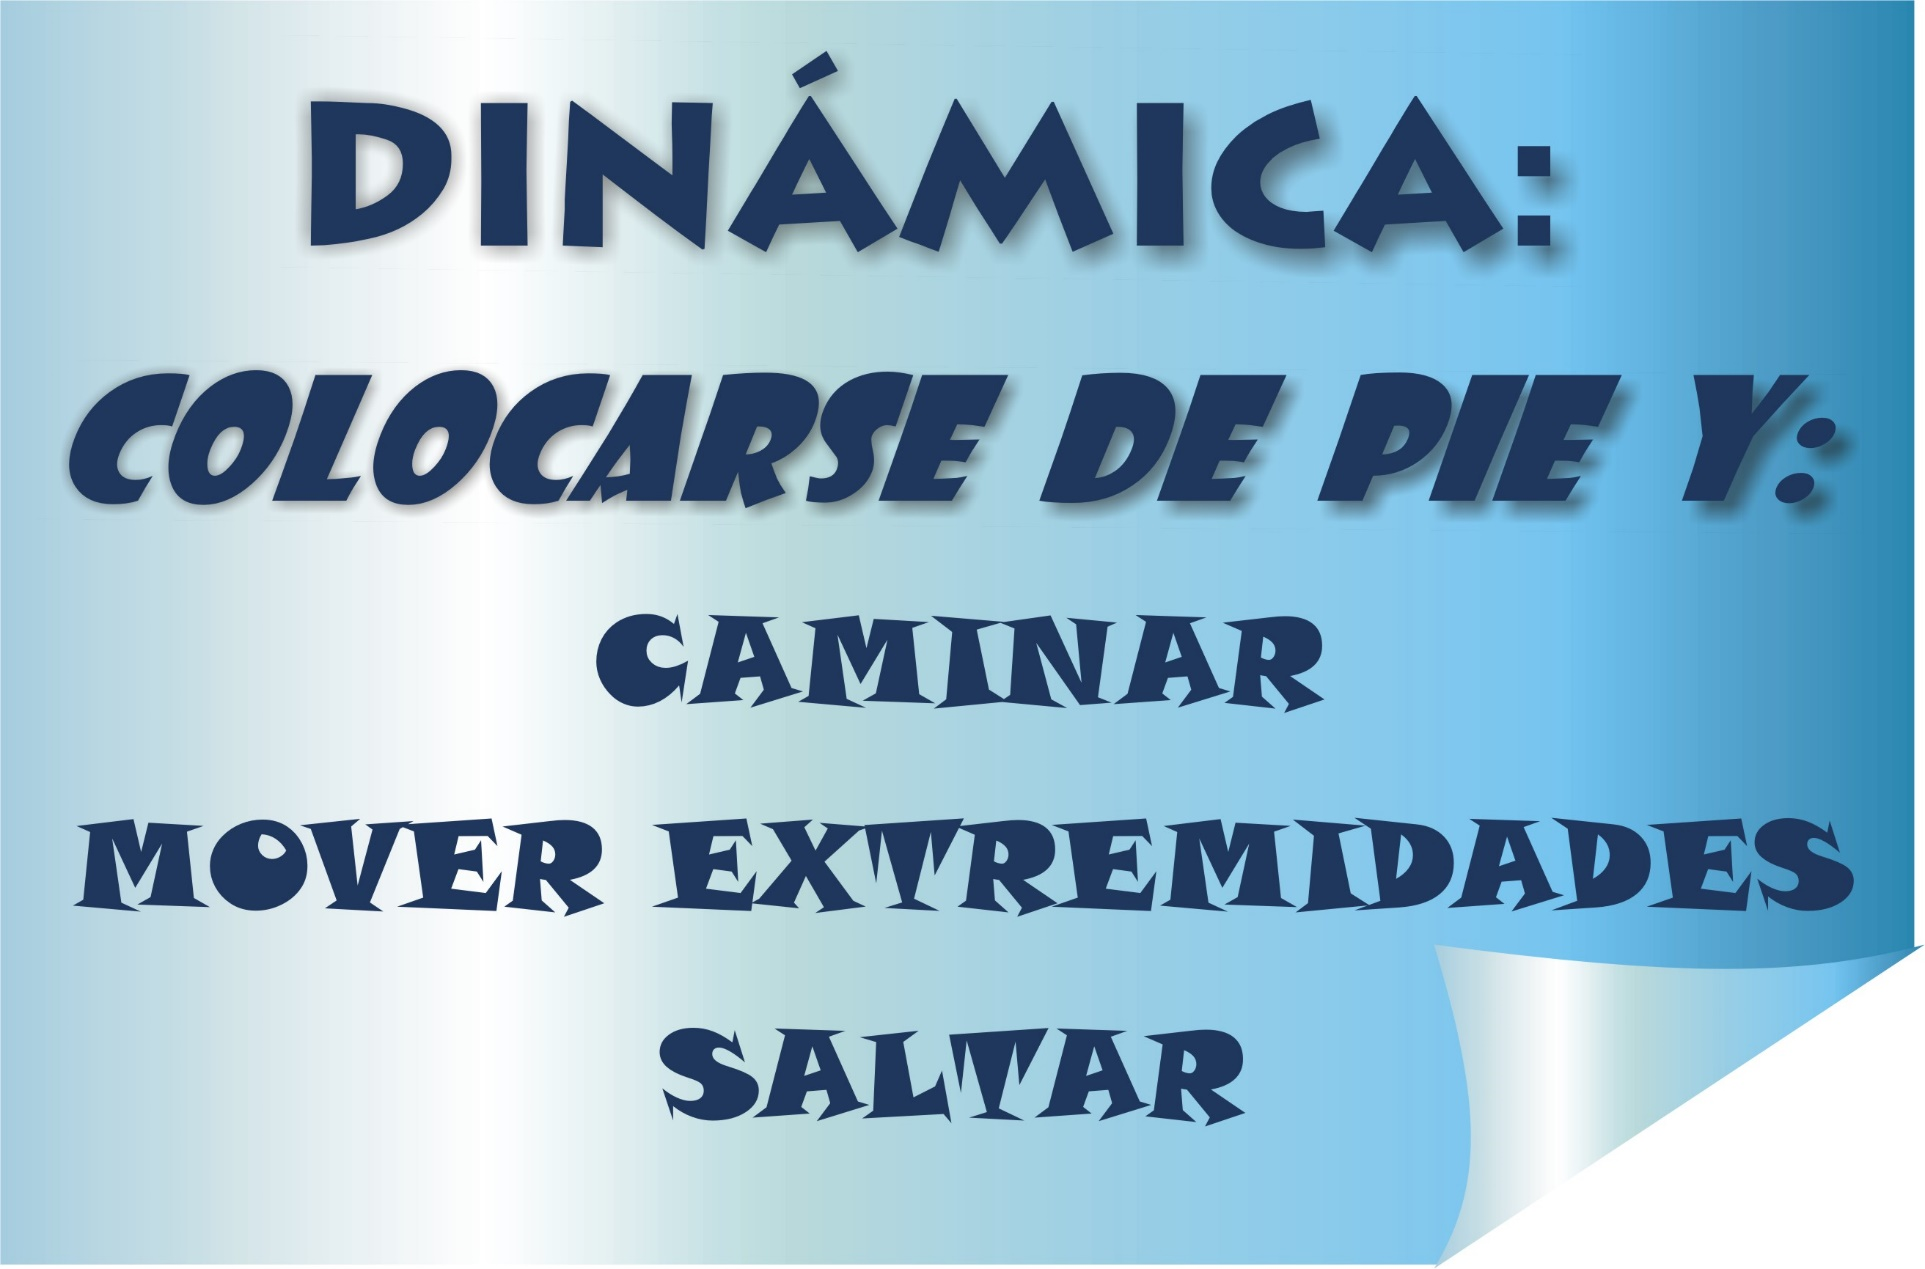 DINÁMICA:
COLOCARSE DE PIE Y:
CAMINAR
MOVER EXTREMIDADES
SALTAR